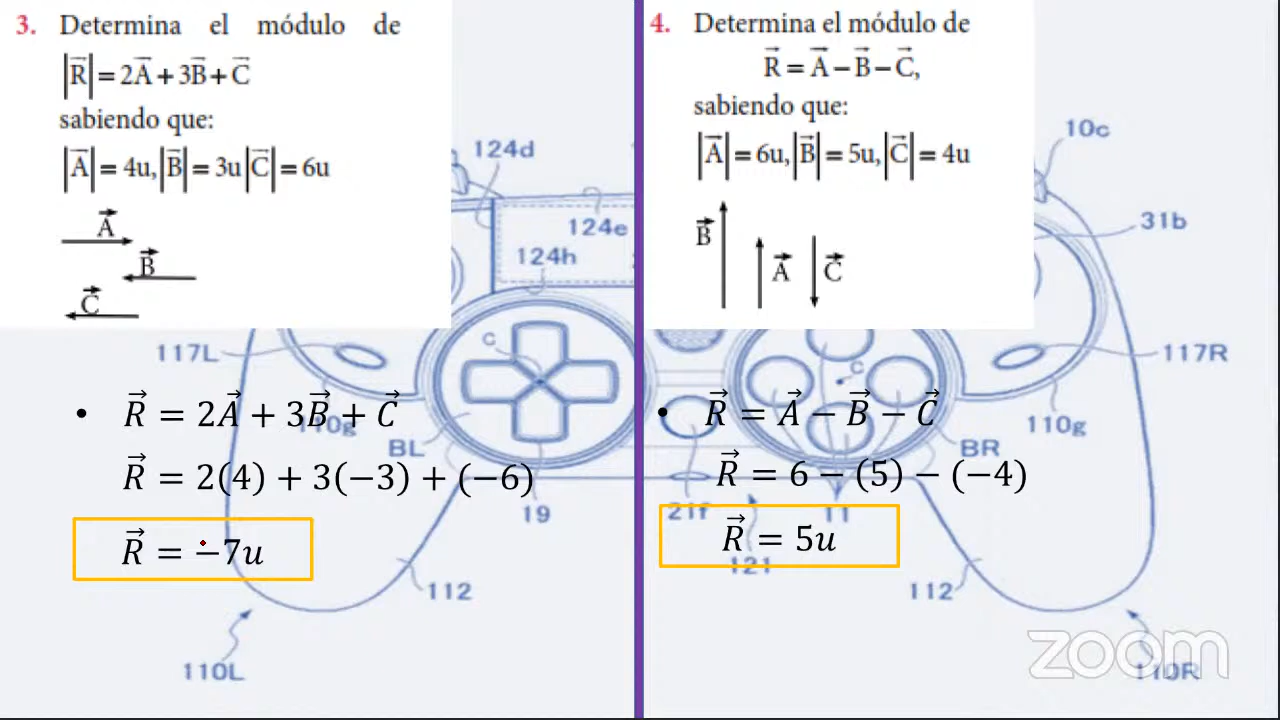 3. Determina el módulo de
|R⃗| = 2A⃗ + 3B⃗ + C⃗
sabiendo que:
|A⃗| = 4u, |B⃗| = 3u |C⃗| = 6u
A⃗
B⃗
C⃗
• R⃗ = 2A⃗ + 3B⃗ + C⃗
R⃗ = 2(4) + 3(−3) + (−6)
R⃗ = −7u
4. Determina el módulo de
R⃗ = A⃗ − B⃗ − C⃗,
sabiendo que:
|A⃗| = 6u, |B⃗| = 5u, |C⃗| = 4u
B⃗
A⃗
C⃗
• R⃗ = A⃗ − B⃗ − C⃗
R⃗ = 6 − (5) − (−4)
R⃗ = 5u
124d
124e
124h
10c
31b
117L
C
C
117R
110g
BL
BR
110g
19
21f
11
121
112
112
110L
110R
zoom